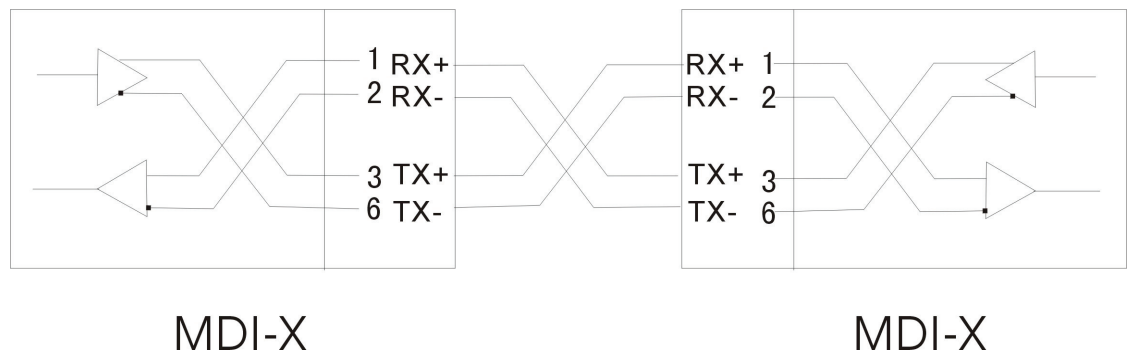 1 RX+ RX+ 1
2 RX- RX- 2
3 TX+ TX+ 3
6 TX- TX- 6
MDI-X MDI-X